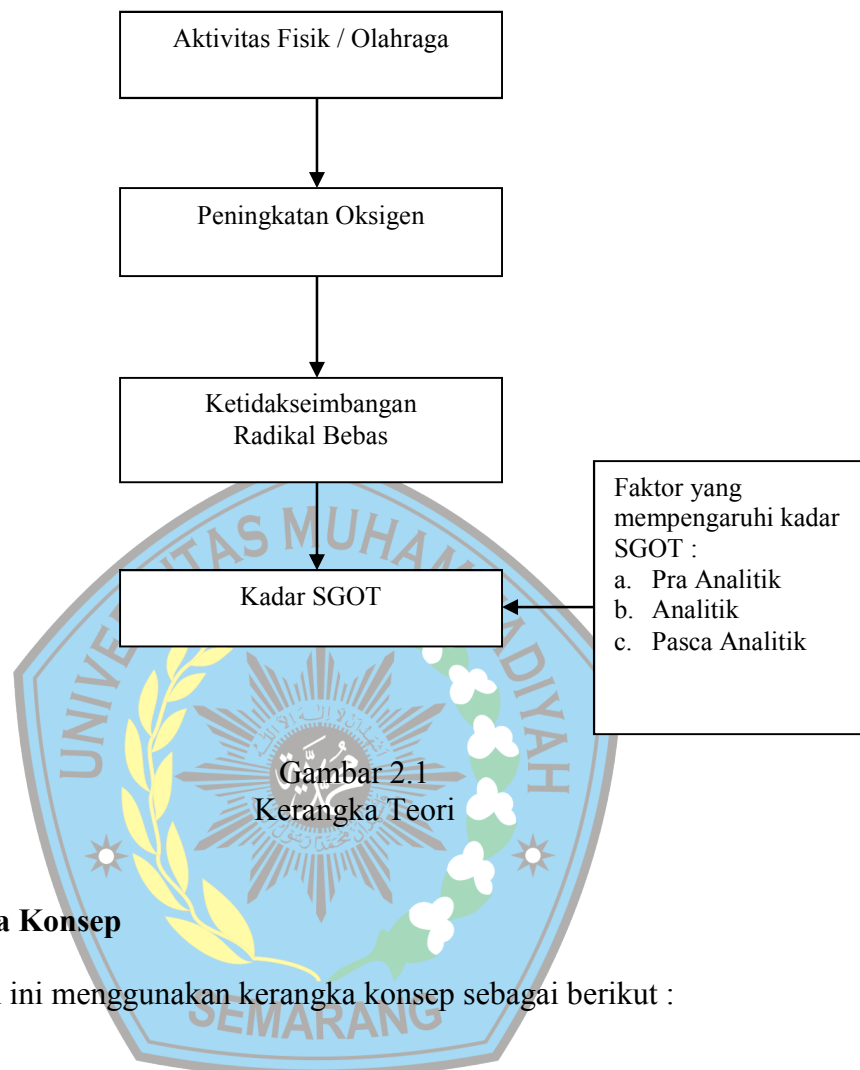 Aktivitas Fisik / Olahraga
Peningkatan Oksigen
Ketidakseimbangan
Radikal Bebas
Kadar SGOT
Faktor yang
mempengaruhi kadar
SGOT :
a. Pra Analitik
b. Analitik
c. Pasca Analitik
Gambar 2.1
Kerangka Teori
a Konsep
ini menggunakan kerangka konsep sebagai berikut :
SEMARANG